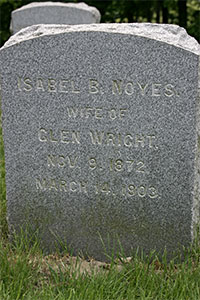 ISABEL B. NOYES.
WIFE OF
GLEN WRIGHT.
NOV. 9, 1872.
MARCH 14, 1903.